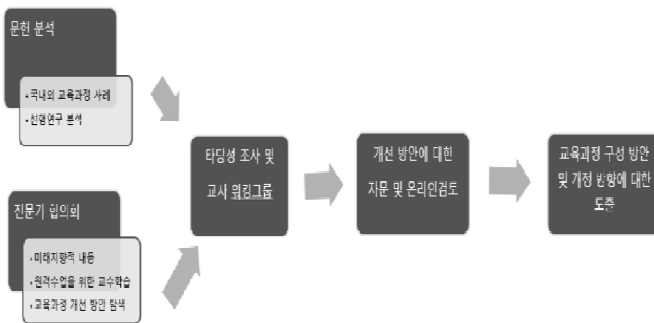 문헌 분석
• 국내외 교육과정 사례
• 선행연구 분석
전문가 협의회
• 미래지향적 내용
• 원격수업을 위한 교수학습
• 교육과정 개선 방안 탐색
타당성 조사 및
교사 워킹그룹
개선 방안에 대한
자문 및 온라인검토
교육과정 구성 방안
및 개정 방향에 대한
도출